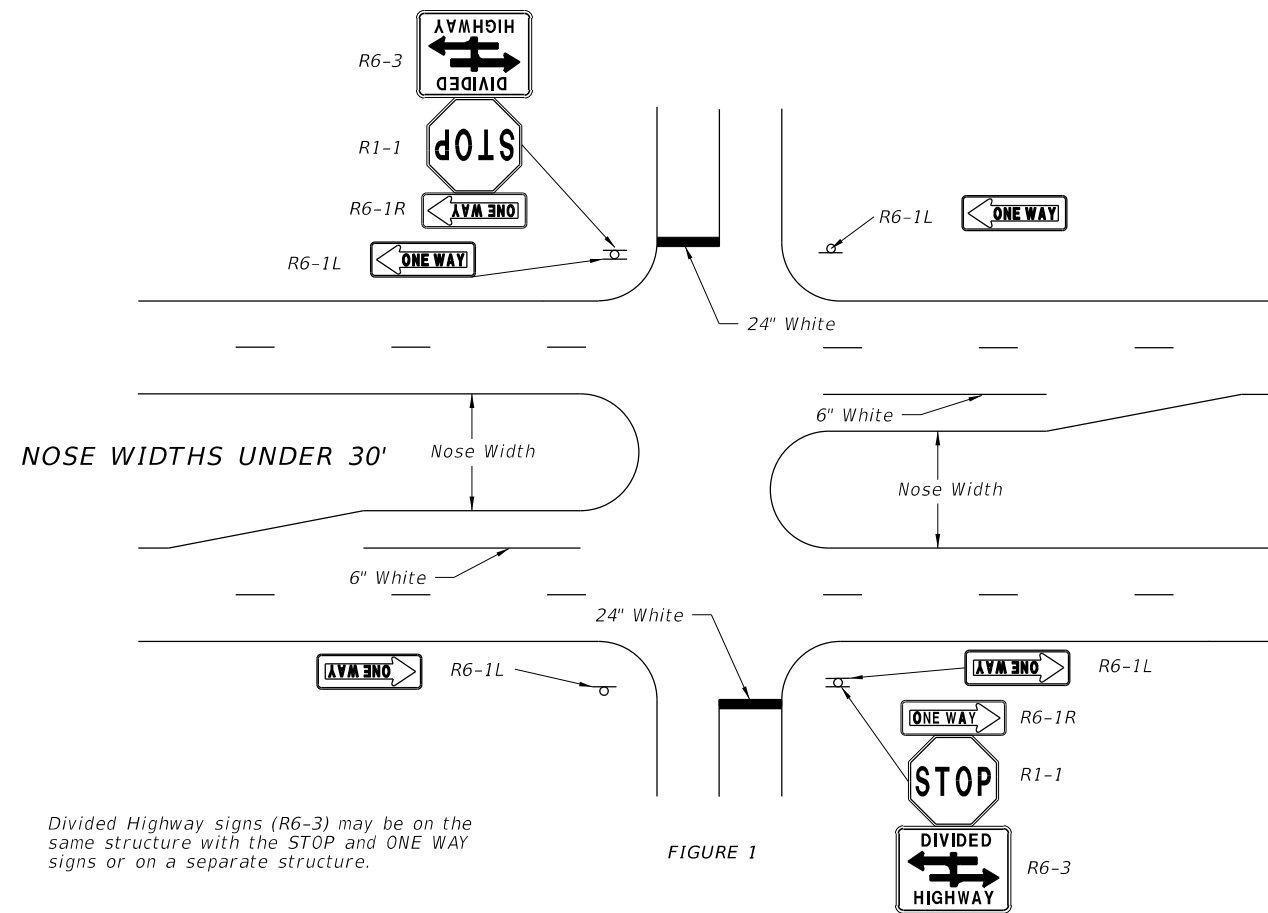 HIGHWAY
DIVIDED
R6-3
STOP
R1-1
ONE WAY
R6-1R
ONE WAY
R6-1L
R6-1L
ONE WAY
24" White
6" White
NOSE WIDTHS UNDER 30'
Nose Width
Nose Width
6" White
24" White
ONE WAY
R6-1L
ONE WAY
R6-1L
ONE WAY
R6-1R
STOP
R1-1
DIVIDED
HIGHWAY
R6-3
Divided Highway signs (R6-3) may be on the
same structure with the STOP and ONE WAY
signs or on a separate structure.
FIGURE 1